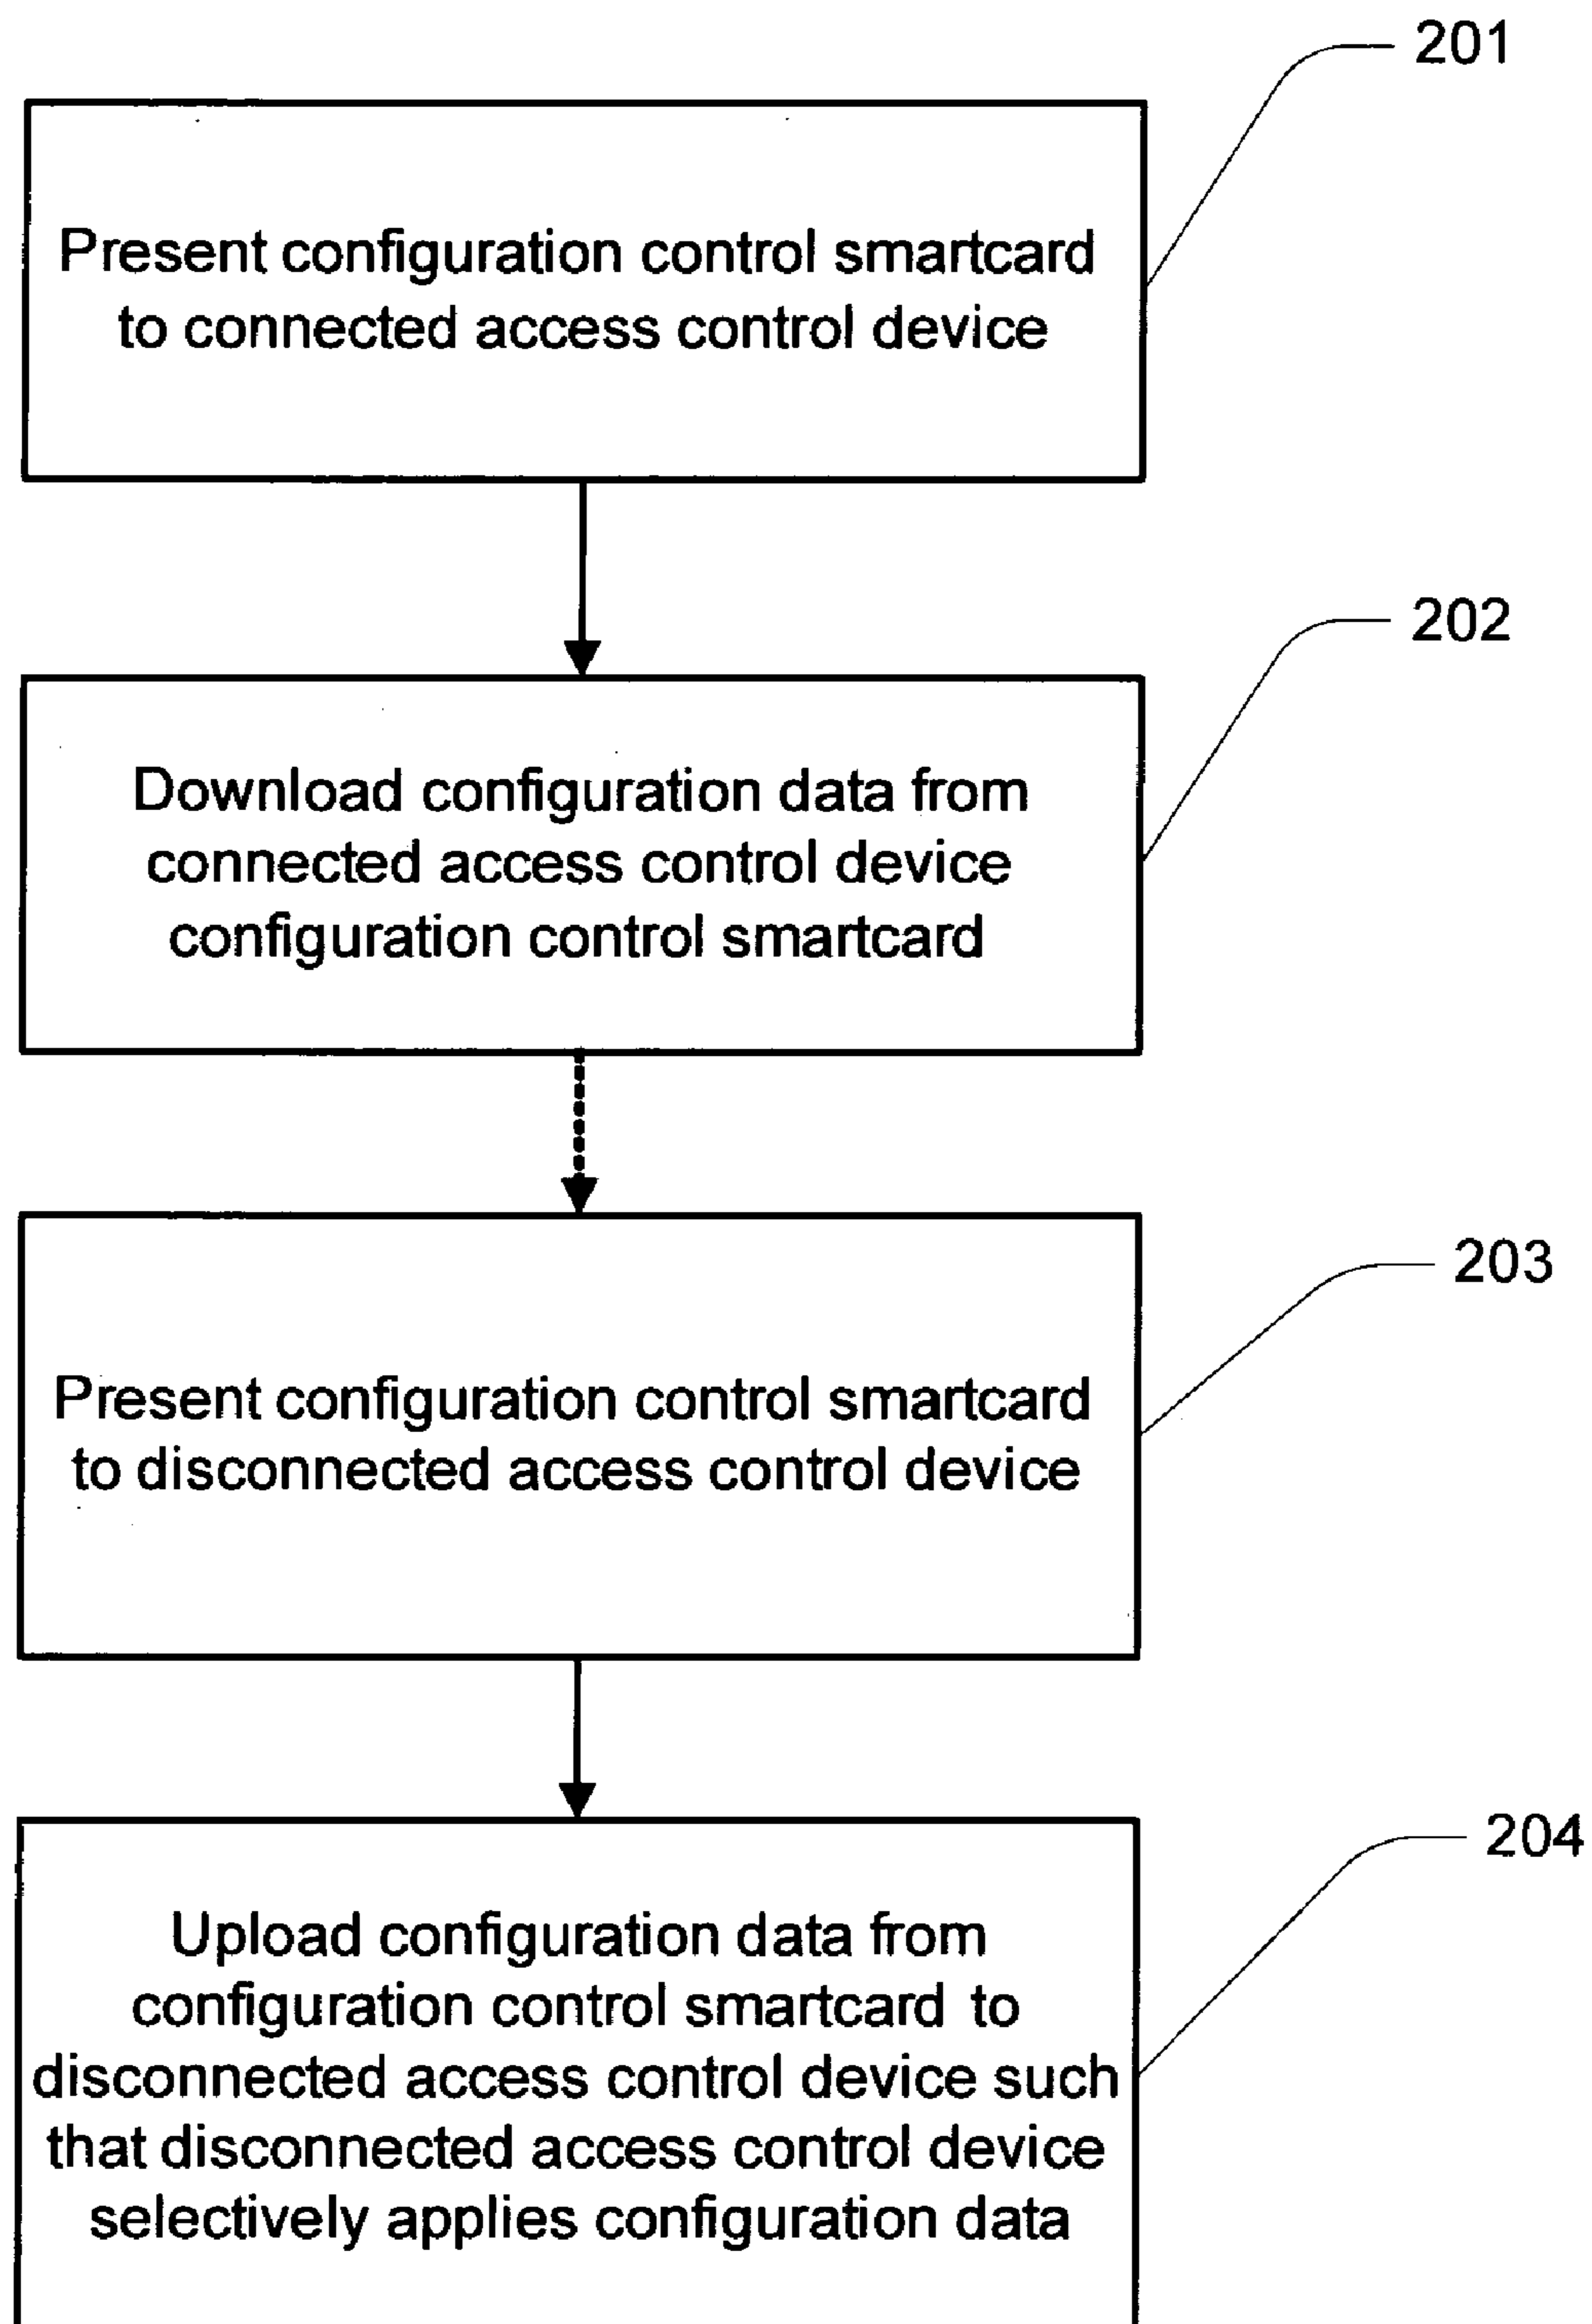 201
Present configuration control smartcard
to connected access control device
202
Download configuration data from
connected access control device
configuration control smartcard
203
Present configuration control smartcard
to disconnected access control device
204
Upload configuration data from
configuration control smartcard to
disconnected access control device such
that disconnected access control device
selectively applies configuration data